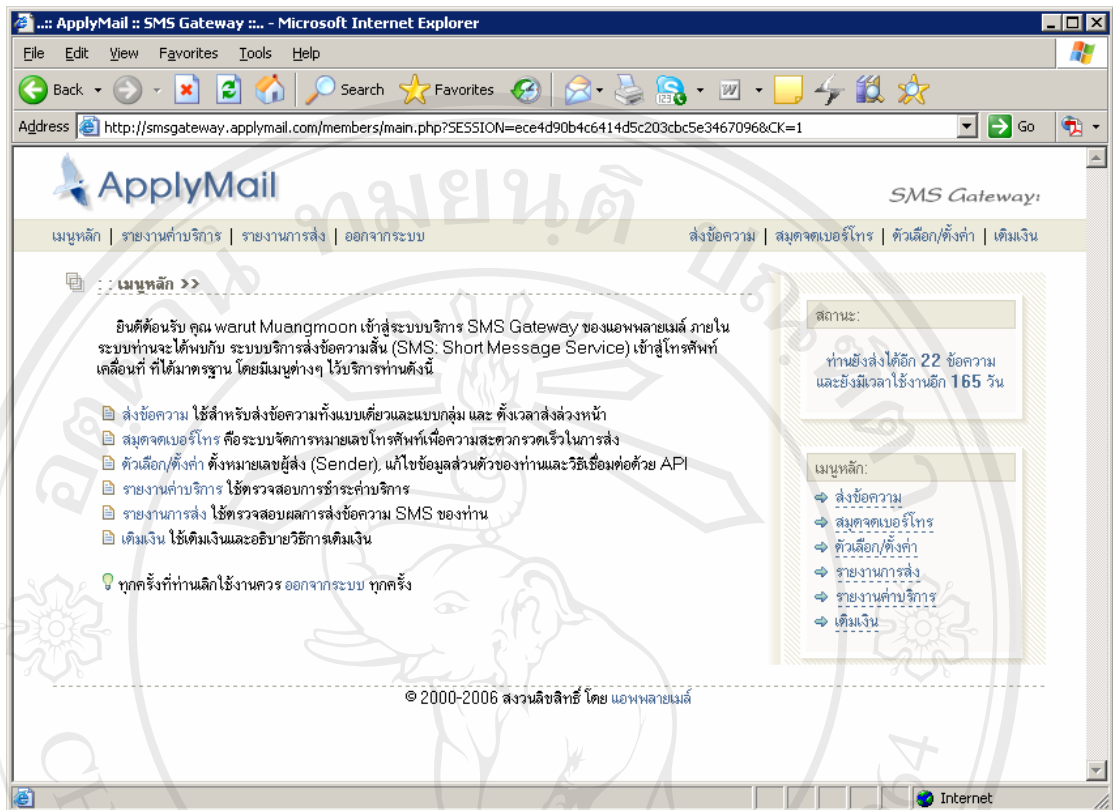 ..:: ApplyMail :: SMS Gateway ::.. - Microsoft Internet Explorer
File Edit View Favorites Tools Help
Back Search Favorites
Address http://smsgateway.applymail.com/members/main.php?SESSION=ece4d90b4c6414d5c203cbc5e3467096&CK=1 Go
ApplyMail SMS Gateway:
เมนูหลัก | รายงานค่าบริการ | รายงานการส่ง | ออกจากระบบ ส่งข้อความ | สมุดจดเบอร์โทร | ตัวเลือก/ตั้งค่า | เติมเงิน
: : เมนูหลัก >>
ยินดีต้อนรับ คุณ warut Muangmoon เข้าสู่ระบบบริการ SMS Gateway ของแอพพลายเมล์ ภายใน
ระบบท่านจะได้พบกับ ระบบบริการส่งข้อความสั้น (SMS: Short Message Service) เข้าสู่โทรศัพท์
เคลื่อนที่ ที่ได้มาตรฐาน โดยมีเมนูต่างๆ ไว้บริการท่านดังนี้
ส่งข้อความ ใช้สำหรับส่งข้อความทั้งแบบเดี่ยวและแบบกลุ่ม และ ตั้งเวลาส่งล่วงหน้า
สมุดจดเบอร์โทร คือระบบจัดการหมายเลขโทรศัพท์เพื่อความสะดวกรวดเร็วในการส่ง
ตัวเลือก/ตั้งค่า ตั้งหมายเลขผู้ส่ง (Sender), แก้ไขข้อมูลส่วนตัวของท่านและวิธีเชื่อมต่อด้วย API
รายงานค่าบริการ ใช้ตรวจสอบการชำระค่าบริการ
รายงานการส่ง ใช้ตรวจสอบผลการส่งข้อความ SMS ของท่าน
เติมเงิน ใช้เติมเงินและอธิบายวิธีการเติมเงิน
ทุกครั้งที่ท่านเลิกใช้งานควร ออกจากระบบ ทุกครั้ง
สถานะ:
ท่านยังส่งได้อีก 22 ข้อความ
และยังมีเวลาใช้งานอีก 165 วัน
เมนูหลัก:
ส่งข้อความ
สมุดจดเบอร์โทร
ตัวเลือก/ตั้งค่า
รายงานการส่ง
รายงานค่าบริการ
เติมเงิน
© 2000-2006 สงวนลิขสิทธิ์ โดย แอพพลายเมล์
Internet